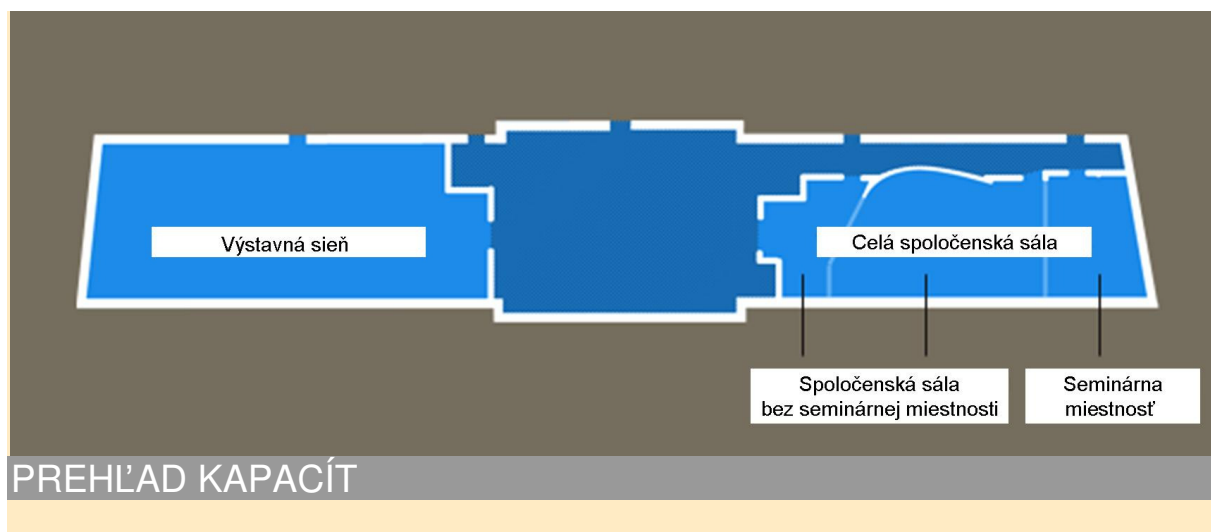 Výstavná sieň
Celá spoločenská sála
Spoločenská sála
bez seminárnej miestnosti
Seminárna
miestnosť
PREHĽAD KAPACÍT